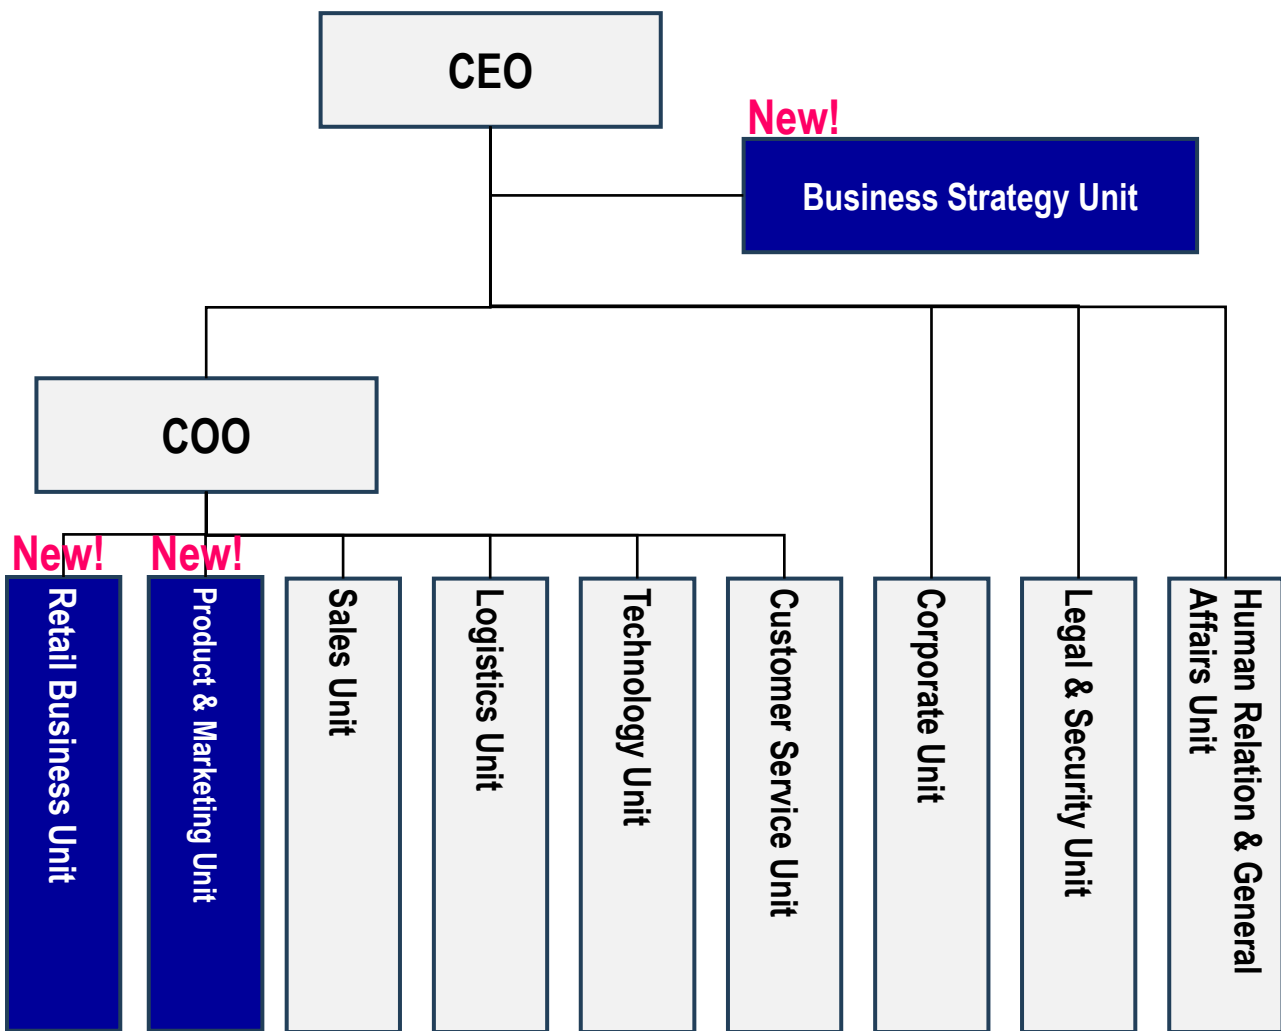 CEO
New!
Business Strategy Unit
COO
New!
New!
Retail Business Unit
Product & Marketing Unit
Sales Unit
Logistics Unit
Technology Unit
Customer Service Unit
Corporate Unit
Legal & Security Unit
Human Relation & General
Affairs Unit